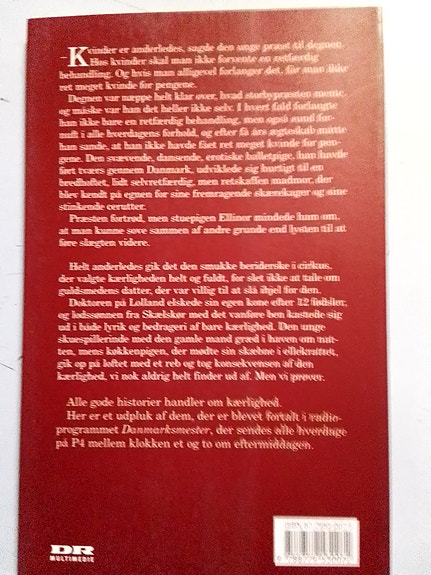 – Kvinder er anderledes, sagde den unge præst til degnen.
Hos kvinder skal man ikke forvente en retfærdig
behandling. Og hvis man alligevel forlanger det, får man ikke
ret meget kvinde for pengene.
Degnen var næppe helt klar over, hvad storbypræsten mente,
og måske var han det heller ikke selv. I hvert fald forlangte
han ikke bare en retfærdig behandling, men også sund for-
nuft i alle hverdagens forhold, og efter få års ægteskab måtte
han sande, at han ikke havde fået ret meget kvinde for pen-
gene. Den svævende, dansende, erotiske balletpige, han havde
ført tværs gennem Danmark, udviklede sig hurtigt til en
bredhoftet, lidt selvretfærdig, men retskaffen madmor, der
blev kendt på egnen for sine fremragende skærekager og sine
stinkende cerutter.
Præsten fortrød, men stuepigen Ellinor mindede ham om,
at man kunne sove sammen af andre grunde end lysten til at
føre slægten videre.
Helt anderledes gik det den smukke berider­ske i cirkus,
der valgte kærligheden helt og fuldt, for slet ikke at tale om
guldsmedens datter, der var villig til at slå ihjel for den.
Doktoren på Lolland elskede sin egen kone efter 12 fødsler,
og lødssønnen fra Skælskør med det vanføre ben kastede sig
ud i både lyrik og bedrageri af bare kærlighed. Den unge
skuespillerinde med den gamle mand græd i haven om nat-
ten, mens køkkenpigen, der mødte sin skæbne i ellekrattet,
gik op på loftet med et reb og tog konsekvensen af den
kærlighed, vi nok aldrig helt finder ud af. Men vi prøver.
Alle gode historier handler om kærlighed.
Her er et udpluk af dem, der er blevet fortalt i radio-
programmet Danmarksmester, der sendes alle hverdage
på P4 mellem klokken et og to om eftermiddagen.
DR
MULTIMEDIE